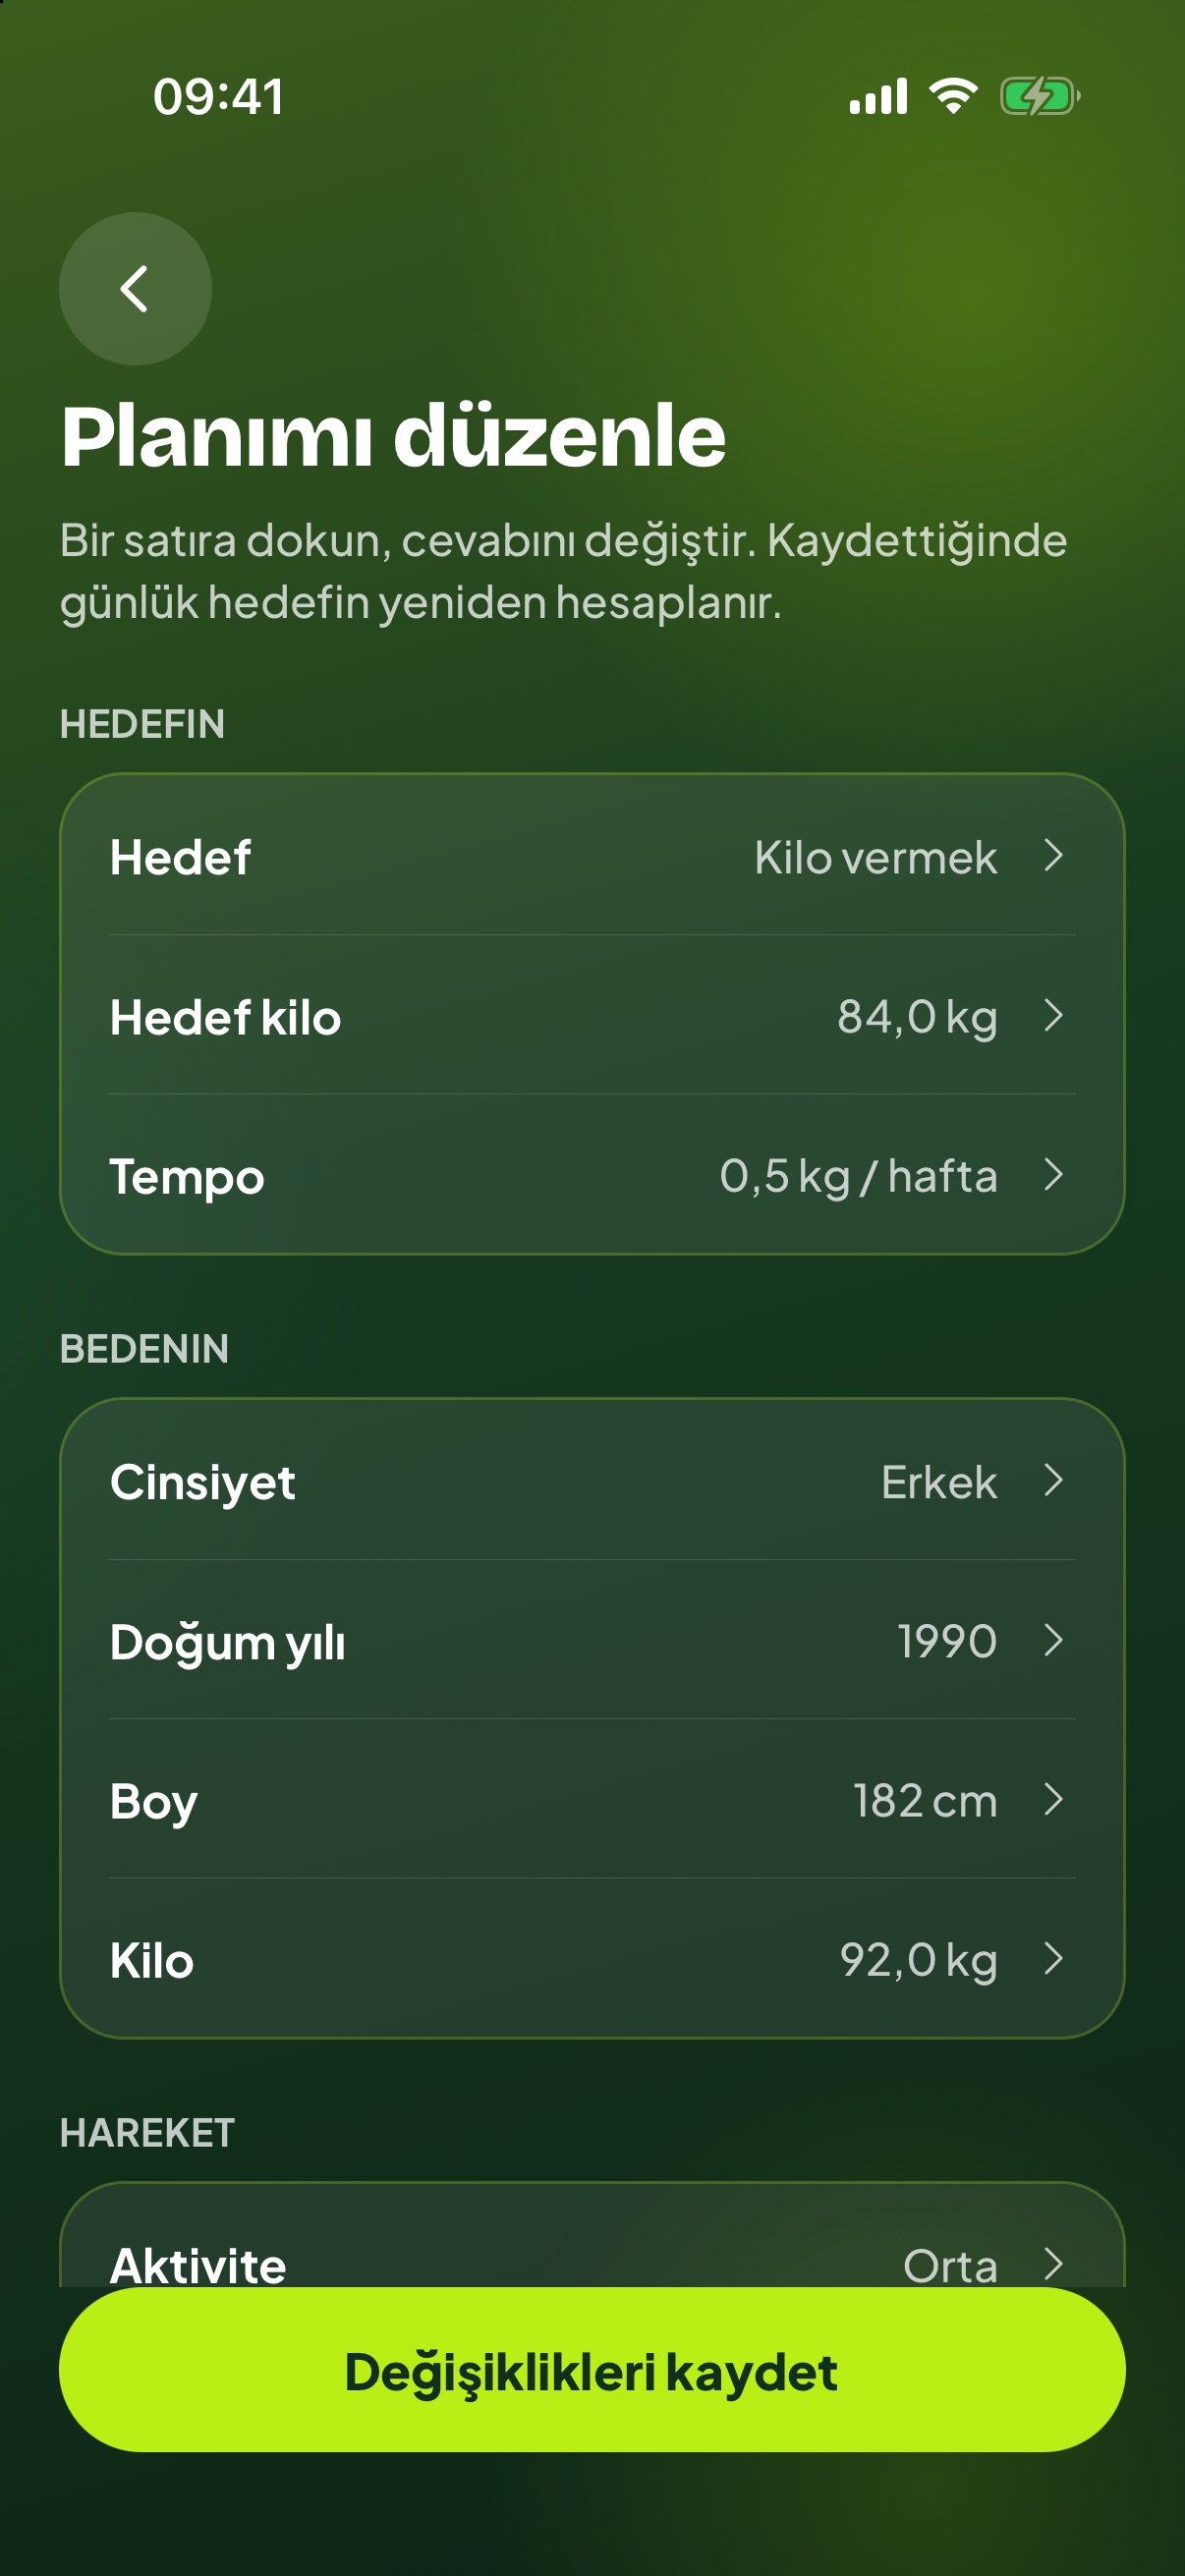 09:41
Planımı düzenle
Bir satıra dokun, cevabını değiştir. Kaydettiğinde
günlük hedefin yeniden hesaplanır.
HEDEFIN
Hedef Kilo vermek
Hedef kilo 84,0 kg
Tempo 0,5 kg / hafta
BEDENIN
Cinsiyet Erkek
Doğum yılı 1990
Boy 182 cm
Kilo 92,0 kg
HAREKET
Aktivite Orta
Değişiklikleri kaydet